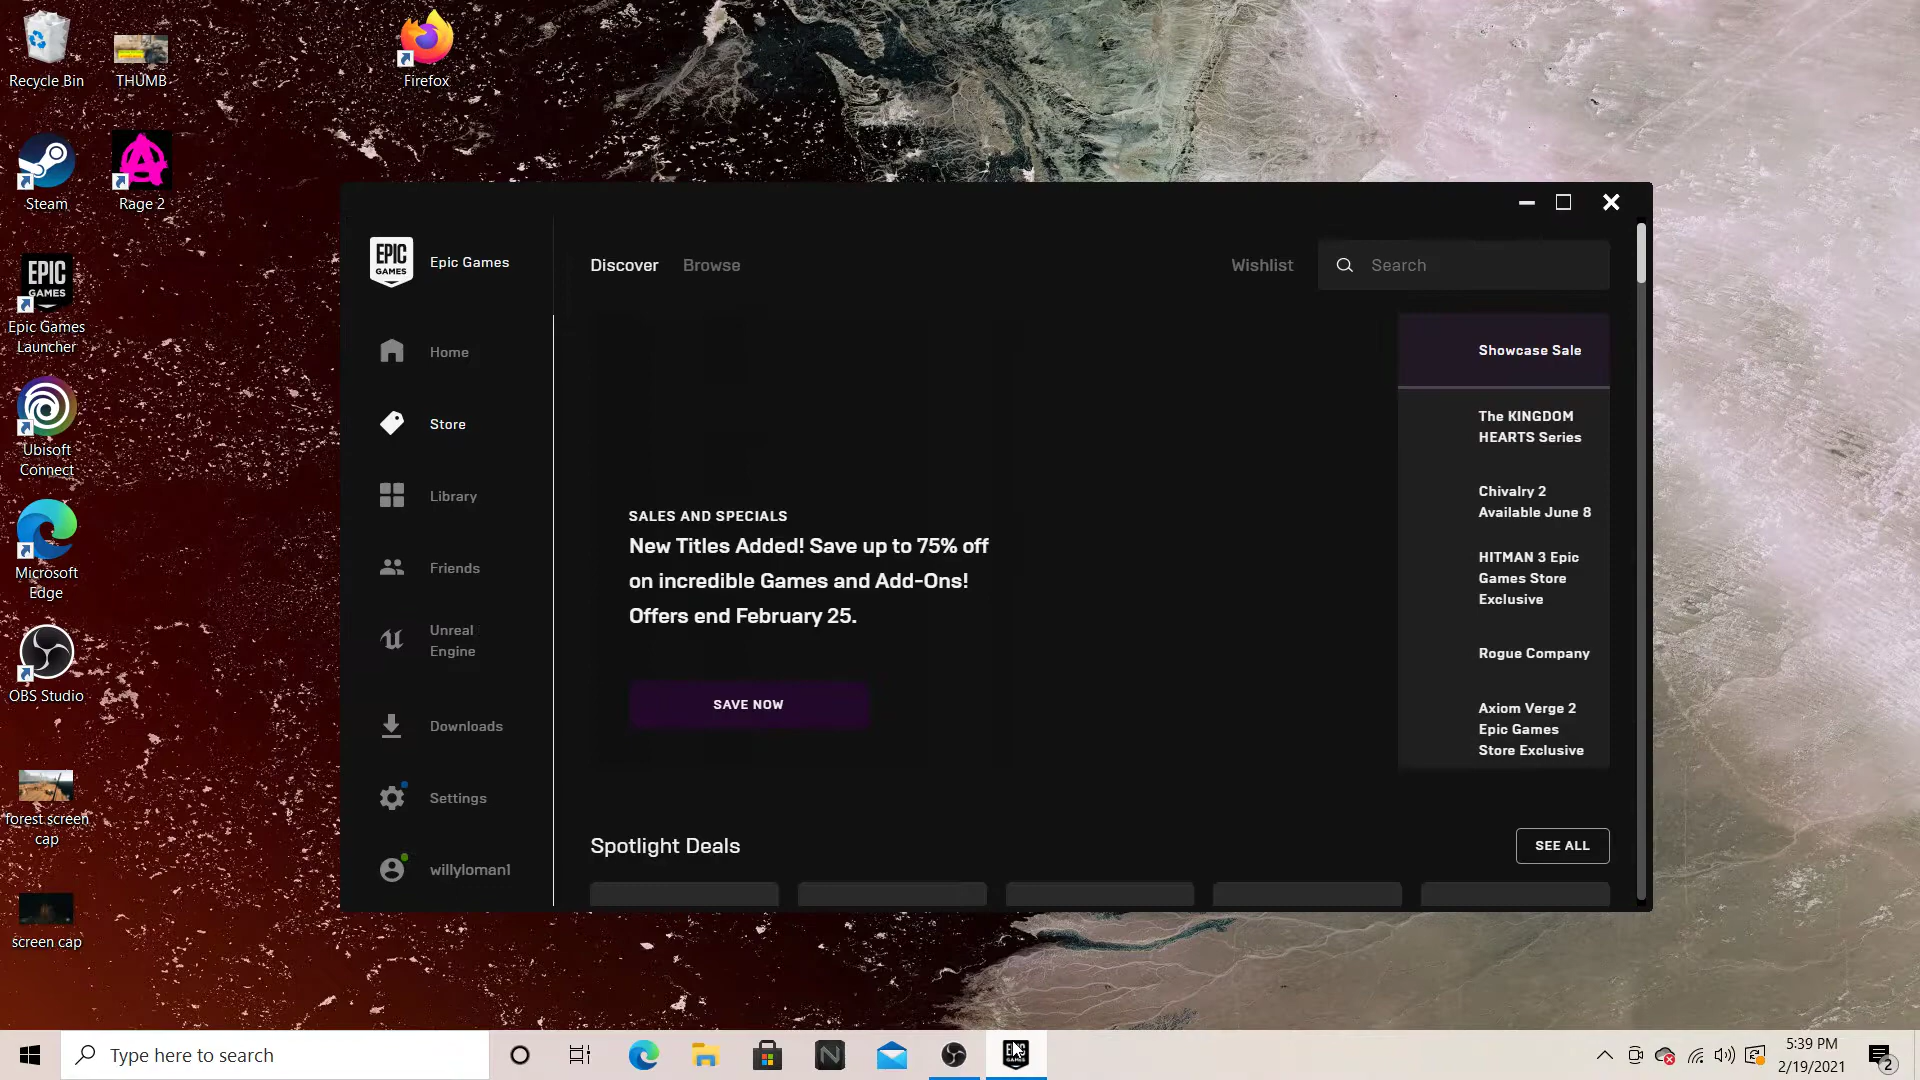 Recycle Bin
THUMB
Firefox
Steam
Rage 2
EPIC
GAMES
Epic Games
Launcher
Ubisoft
Connect
Microsoft
Edge
OBS Studio
forest screen
cap
screen cap
EPIC
GAMES
Epic Games
Home
Store
Library
Friends
Unreal
Engine
Downloads
Settings
willyloman1
Discover
Browse
Wishlist
Search
SALES AND SPECIALS
New Titles Added! Save up to 75% off
on incredible Games and Add-Ons!
Offers end February 25.
SAVE NOW
Showcase Sale
The KINGDOM
HEARTS Series
Chivalry 2
Available June 8
HITMAN 3 Epic
Games Store
Exclusive
Rogue Company
Axiom Verge 2
Epic Games
Store Exclusive
Spotlight Deals
SEE ALL
Type here to search
5:39 PM
2/19/2021
2